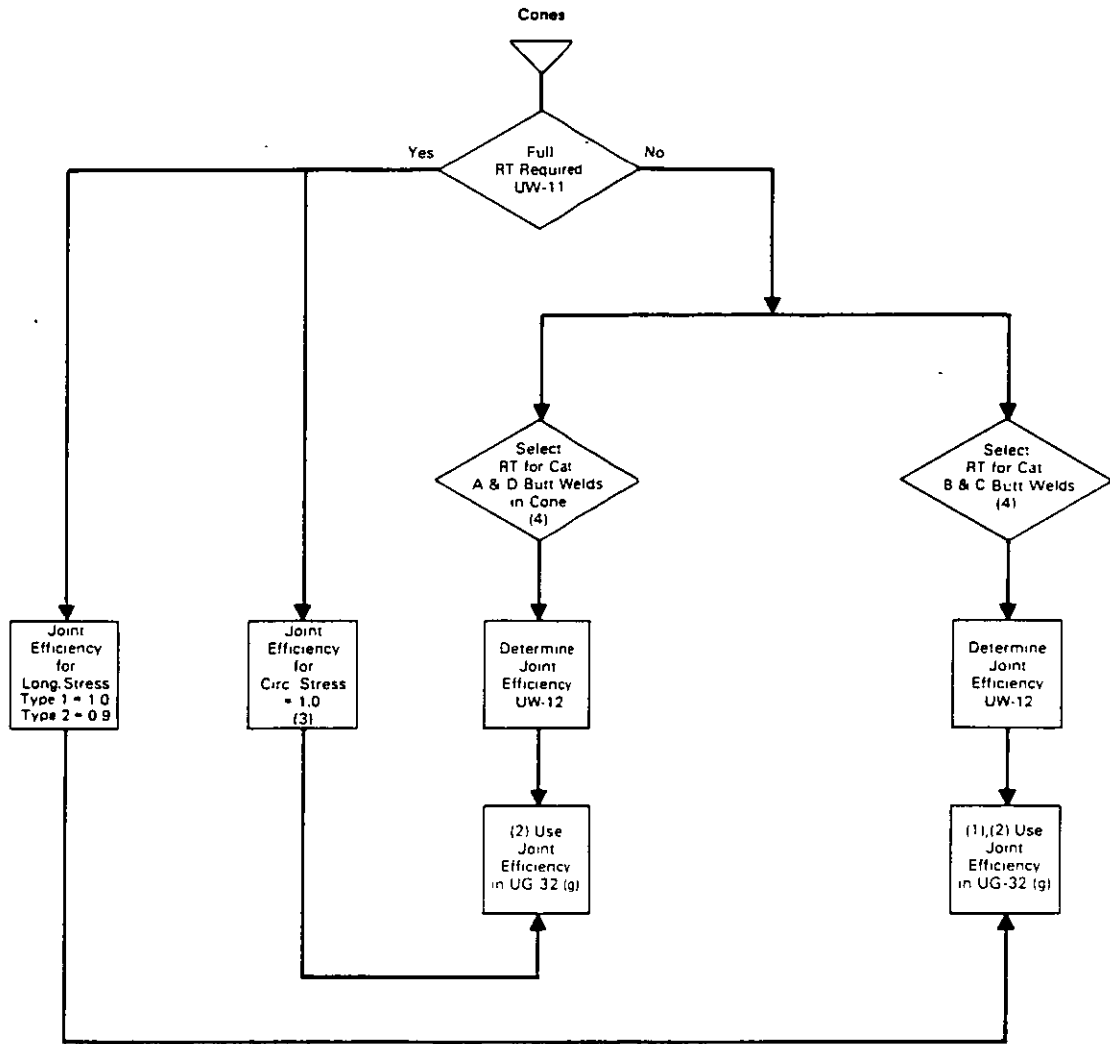 Cones
Full
RT Required
UW-11
Yes
No
Select
RT for Cat
A & D Butt Welds
in Cone
(4)
Select
RT for Cat
B & C Butt Welds
(4)
Joint
Efficiency
for
Long. Stress
Type 1 = 1.0
Type 2 = 0.9
Joint
Efficiency
for
Circ. Stress
= 1.0
(3)
Determine
Joint
Efficiency
UW-12
Determine
Joint
Efficiency
UW-12
(2) Use
Joint
Efficiency
in UG 32 (g)
(1),(2) Use
Joint
Efficiency
in UG-32 (g)